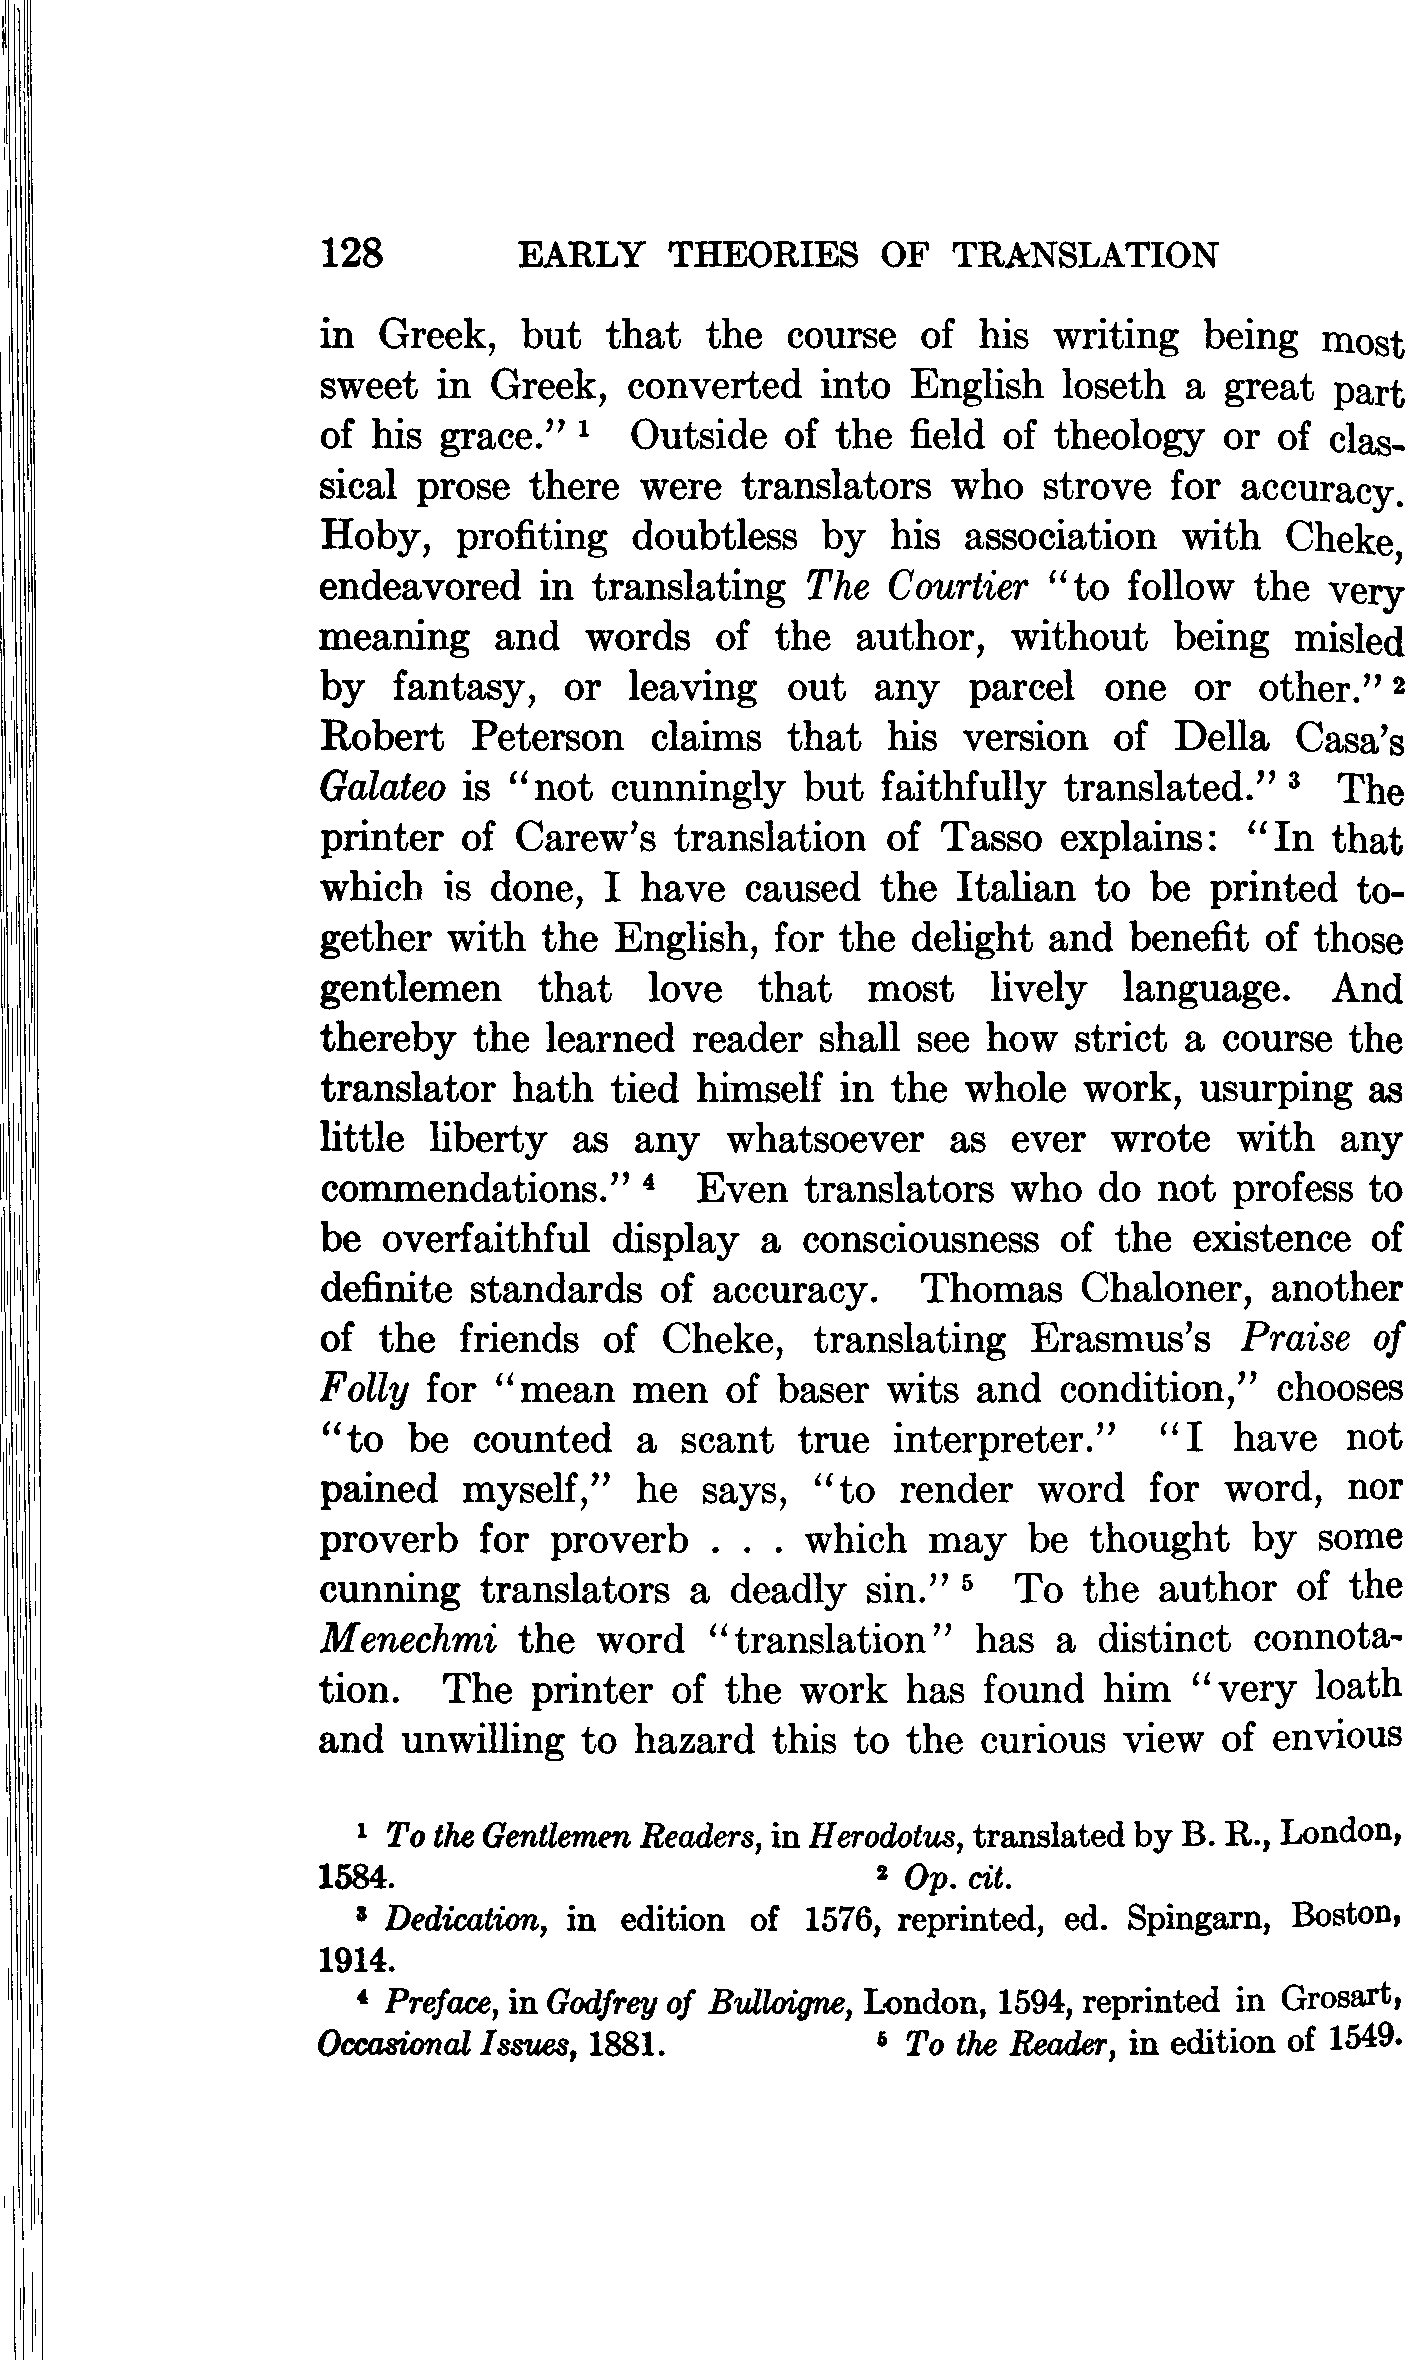 128 EARLY THEORIES OF TRANSLATION
in Greek, but that the course of his writing being most
sweet in Greek, converted into English loseth a great part
of his grace." ¹ Outside of the field of theology or of clas-
sical prose there were translators who strove for accuracy.
Hoby, profiting doubtless by his association with Cheke,
endeavored in translating The Courtier "to follow the very
meaning and words of the author, without being misled
by fantasy, or leaving out any parcel one or other." ²
Robert Peterson claims that his version of Della Casa's
Galateo is "not cunningly but faithfully translated." ³ The
printer of Carew's translation of Tasso explains: "In that
which is done, I have caused the Italian to be printed to-
gether with the English, for the delight and benefit of those
gentlemen that love that most lively language. And
thereby the learned reader shall see how strict a course the
translator hath tied himself in the whole work, usurping as
little liberty as any whatsoever as ever wrote with any
commendations." ⁴ Even translators who do not profess to
be overfaithful display a consciousness of the existence of
definite standards of accuracy. Thomas Chaloner, another
of the friends of Cheke, translating Erasmus's Praise of
Folly for "mean men of baser wits and condition," chooses
"to be counted a scant true interpreter." "I have not
pained myself," he says, "to render word for word, nor
proverb for proverb . . . which may be thought by some
cunning translators a deadly sin." ⁵ To the author of the
Menechmi the word "translation" has a distinct connota-
tion. The printer of the work has found him "very loath
and unwilling to hazard this to the curious view of envious
¹ To the Gentlemen Readers, in Herodotus, translated by B. R., London,
1584. ² Op. cit.
³ Dedication, in edition of 1576, reprinted, ed. Spingarn, Boston,
1914.
⁴ Preface, in Godfrey of Bulloigne, London, 1594, reprinted in Grosart,
Occasional Issues, 1881. ⁵ To the Reader, in edition of 1549.